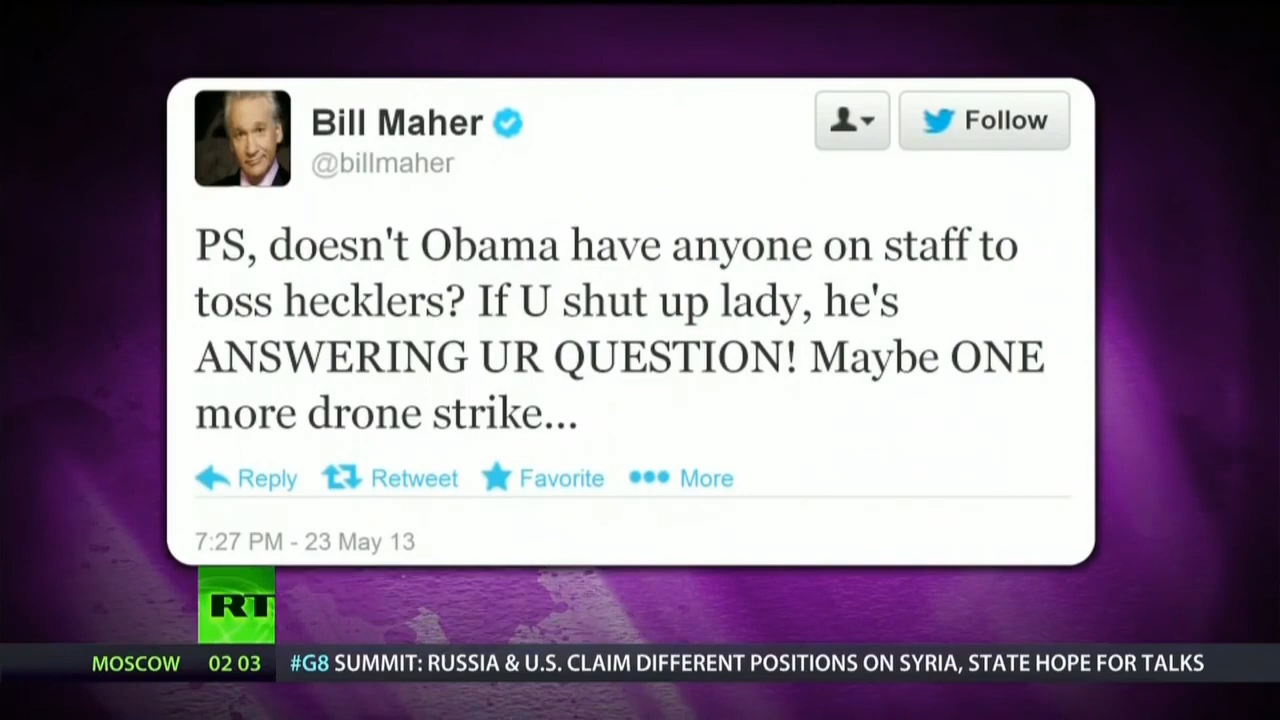 Bill Maher
@billmaher
Follow
PS, doesn't Obama have anyone on staff to
toss hecklers? If U shut up lady, he's
ANSWERING UR QUESTION! Maybe ONE
more drone strike...
Reply Retweet Favorite More
7:27 PM - 23 May 13
RT
MOSCOW 02 03 #G8 SUMMIT: RUSSIA & U.S. CLAIM DIFFERENT POSITIONS ON SYRIA, STATE HOPE FOR TALKS